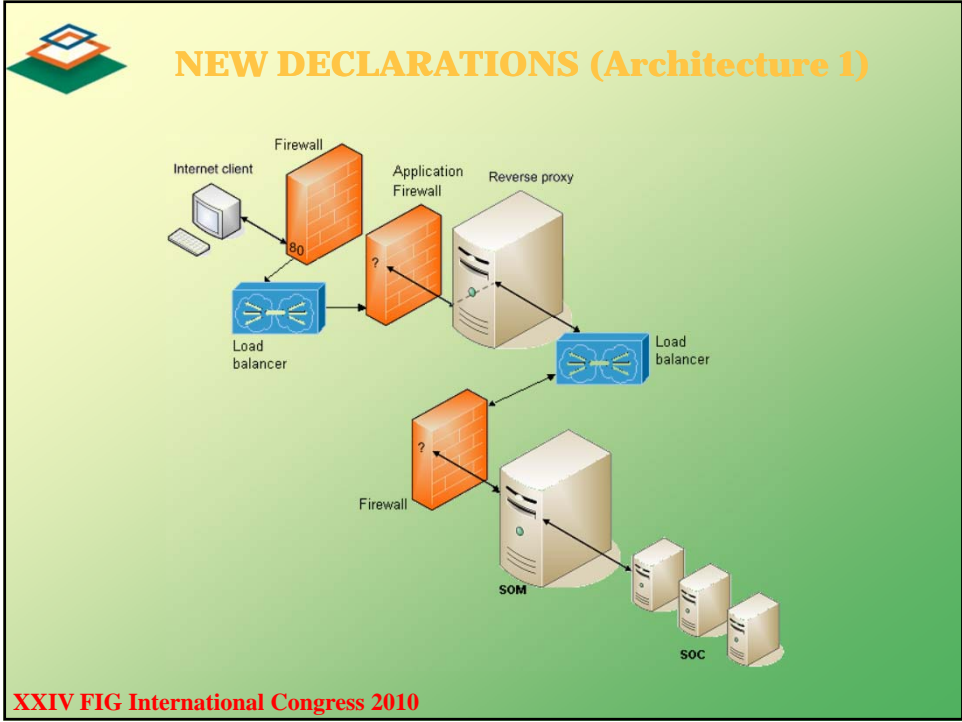 NEW DECLARATIONS (Architecture 1)
Firewall
Internet client
Application
Firewall
Reverse proxy
80
?
Load
balancer
Load
balancer
?
Firewall
SOM
SOC
XXIV FIG International Congress 2010